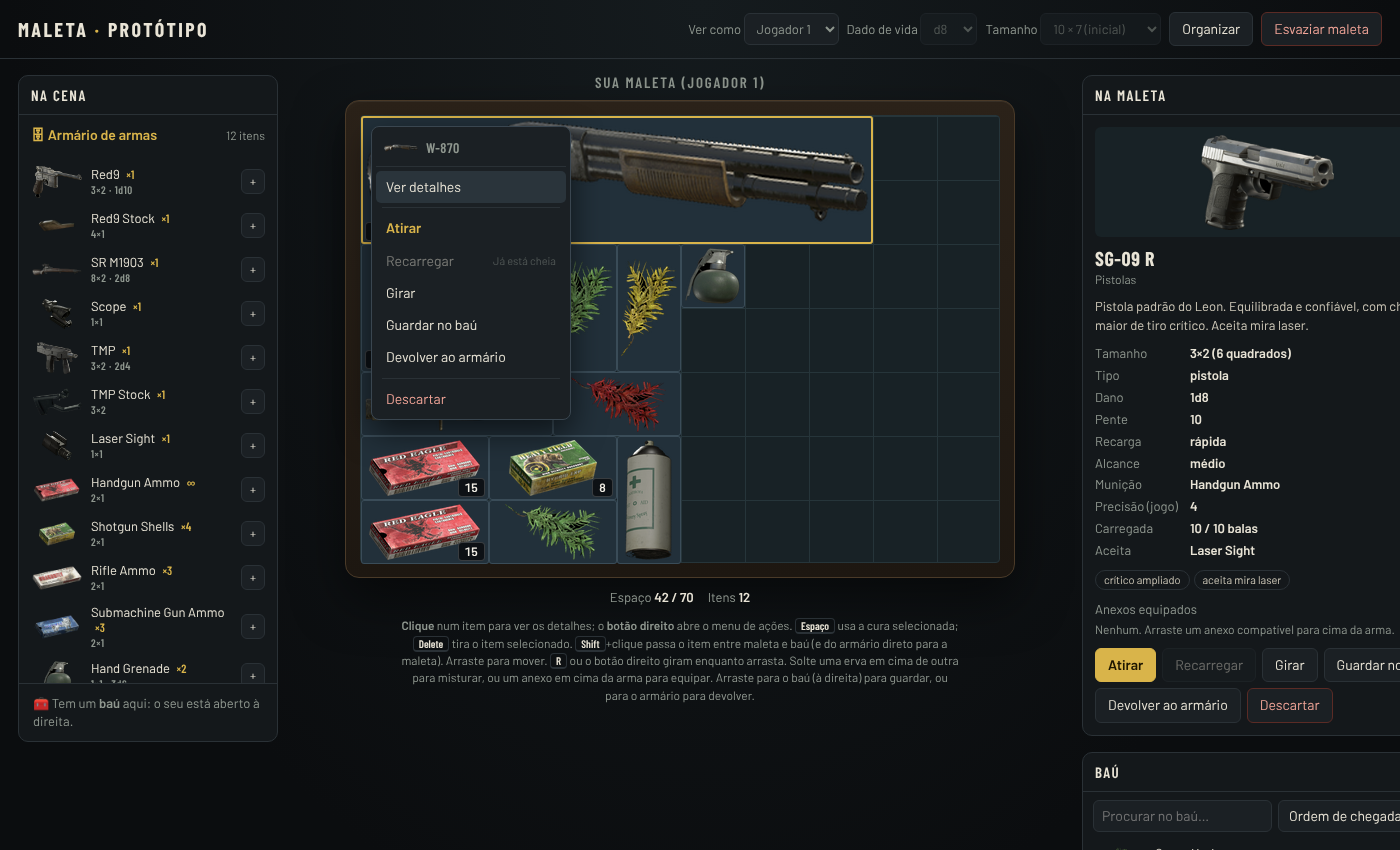 MALETA · PROTÓTIPO
Ver como Jogador 1 Dado de vida d8 Tamanho 10 × 7 (inicial) Organizar Esvaziar maleta
NA CENA
Armário de armas 12 itens
Red9 ×1
3×2 · 1d10
+
Red9 Stock ×1
4×1
+
SR M1903 ×1
8×2 · 2d8
+
Scope ×1
1×1
+
TMP ×1
3×2 · 2d4
+
TMP Stock ×1
3×2
+
Laser Sight ×1
1×1
+
Handgun Ammo ∞
2×1
+
Shotgun Shells ×4
2×1
+
Rifle Ammo ×3
2×1
+
Submachine Gun Ammo
×3
2×1
+
Hand Grenade ×2
+
Tem um baú aqui: o seu está aberto à
direita.
SUA MALETA (JOGADOR 1)
W-870
Ver detalhes
Atirar
Recarregar Já está cheia
Girar
Guardar no baú
Devolver ao armário
Descartar
RED EAGLE
15
8
RED EAGLE
15
Espaço 42 / 70 Itens 12
Clique num item para ver os detalhes; o botão direito abre o menu de ações. Espaço usa a cura selecionada;
Delete tira o item selecionado. Shift+clique passa o item entre maleta e baú (e do armário direto para a
maleta). Arraste para mover. R ou o botão direito giram enquanto arrasta. Solte uma erva em cima de outra
para misturar, ou um anexo em cima da arma para equipar. Arraste para o baú (à direita) para guardar, ou
para o armário para devolver.
NA MALETA
SG-09 R
Pistolas
Pistola padrão do Leon. Equilibrada e confiável, com ch
maior de tiro crítico. Aceita mira laser.
Tamanho 3×2 (6 quadrados)
Tipo pistola
Dano 1d8
Pente 10
Recarga rápida
Alcance médio
Munição Handgun Ammo
Precisão (jogo) 4
Carregada 10 / 10 balas
Aceita Laser Sight
crítico ampliado aceita mira laser
Anexos equipados
Nenhum. Arraste um anexo compatível para cima da arma.
Atirar Recarregar Girar Guardar no
Devolver ao armário Descartar
BAÚ
Procurar no baú... Ordem de chegada